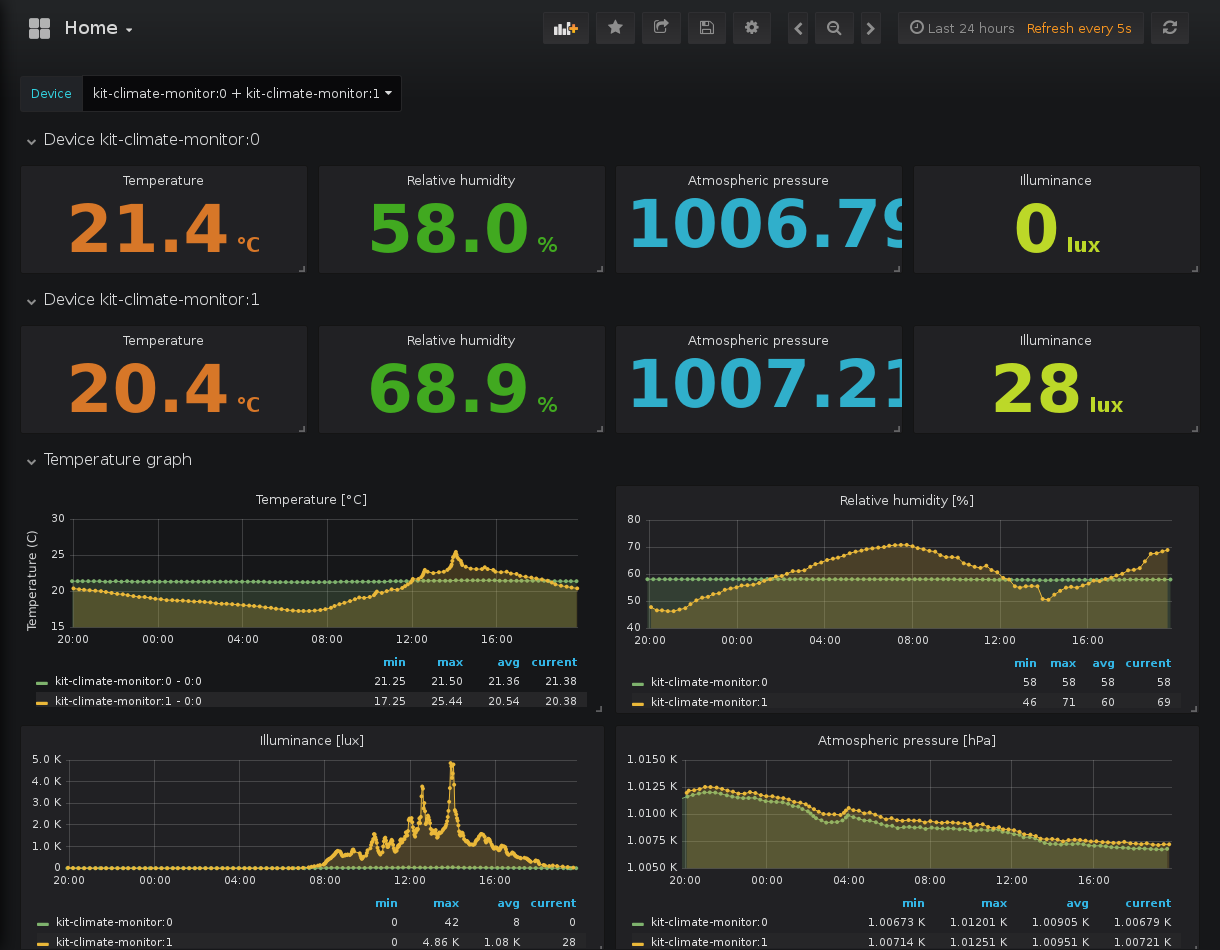 Home
Last 24 hours Refresh every 5s
Device kit-climate-monitor:0 + kit-climate-monitor:1
Device kit-climate-monitor:0
Temperature Relative humidity Atmospheric pressure Illuminance
21.4 °C 58.0 % 1006.79 0 lux
Device kit-climate-monitor:1
Temperature Relative humidity Atmospheric pressure Illuminance
20.4 °C 68.9 % 1007.21 28 lux
Temperature graph
Temperature [°C]
Temperature (C)
30
25
20
15
20:00 00:00 04:00 08:00 12:00 16:00
min max avg current
kit-climate-monitor:0 - 0:0 21.25 21.50 21.36 21.38
kit-climate-monitor:1 - 0:0 17.25 25.44 20.54 20.38
Relative humidity [%]
80
70
60
50
40
20:00 00:00 04:00 08:00 12:00 16:00
min max avg current
kit-climate-monitor:0 58 58 58 58
kit-climate-monitor:1 46 71 60 69
Illuminance [lux]
5.0 K
4.0 K
3.0 K
2.0 K
1.0 K
0
20:00 00:00 04:00 08:00 12:00 16:00
min max avg current
kit-climate-monitor:0 0 42 8 0
kit-climate-monitor:1 0 4.86 K 1.08 K 28
Atmospheric pressure [hPa]
1.0150 K
1.0125 K
1.0100 K
1.0075 K
1.0050 K
20:00 00:00 04:00 08:00 12:00 16:00
min max avg current
kit-climate-monitor:0 1.00673 K 1.01201 K 1.00905 K 1.00679 K
kit-climate-monitor:1 1.00714 K 1.01251 K 1.00951 K 1.00721 K